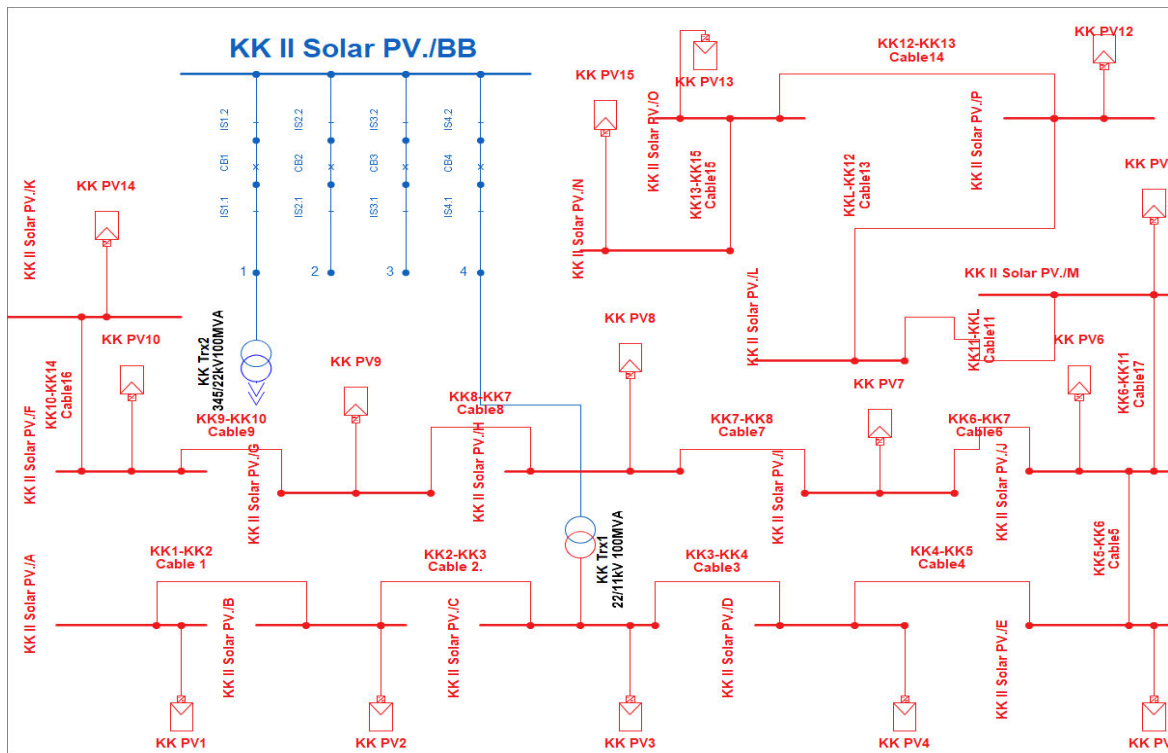 KK II Solar PV./BB
KK12-KK13
Cable14
KK PV12
KK PV13
KK PV15
KK II Solar PV./O
KK II Solar PV./P
IS1.2
IS2.2
IS3.2
IS4.2
CB1
CB2
CB3
CB4
IS1.1
IS2.1
IS3.1
IS4.1
1
2
3
4
KK PV14
KK II Solar PV./K
KK II Solar PV./N
KK13-KK15
Cable15
KKL-KK12
Cable13
KK PV
KK II Solar PV./M
KK II Solar PV./L
KK11-KKL
Cable11
KK PV6
KK6-KK11
Cable17
KK PV10
KK10-KK14
Cable16
KK Trx2
345/22kV100MVA
KK PV9
KK PV8
KK PV7
KK9-KK10
Cable9
KK8-KK7
Cable8
KK7-KK8
Cable7
KK6-KK7
Cable6
KK II Solar PV./F
KK II Solar PV./G
KK II Solar PV./H
KK II Solar PV./I
KK II Solar PV./J
KK5-KK6
Cable5
KK Trx1
22/11kV 100MVA
KK1-KK2
Cable 1
KK2-KK3
Cable 2.
KK3-KK4
Cable3
KK4-KK5
Cable4
KK II Solar PV./A
KK II Solar PV./B
KK II Solar PV./C
KK II Solar PV./D
KK II Solar PV./E
KK PV1
KK PV2
KK PV3
KK PV4
KK PV